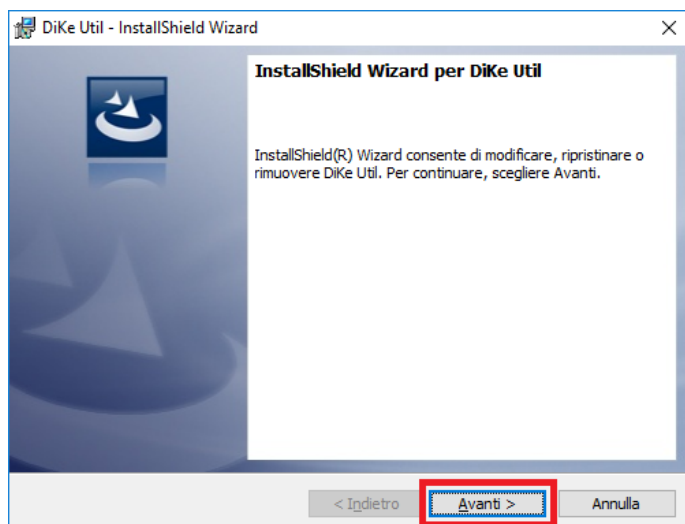 DiKe Util - InstallShield Wizard
InstallShield Wizard per DiKe Util
InstallShield(R) Wizard consente di modificare, ripristinare o
rimuovere DiKe Util. Per continuare, scegliere Avanti.
< Indietro
Avanti >
Annulla